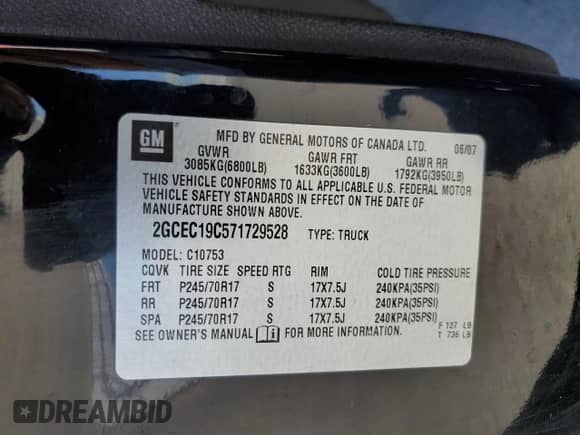 GM
MFD BY GENERAL MOTORS OF CANADA LTD. 06/07
GVWR GAWR FRT GAWR RR
3085KG(6800LB) 1633KG(3600LB) 1792KG(3950LB)
THIS VEHICLE CONFORMS TO ALL APPLICABLE U.S. FEDERAL MOTOR
VEHICLE SAFETY STANDARDS IN EFFECT ON THE DATE OF
MANUFACTURE SHOWN ABOVE.
2GCEC19C571729528 TYPE: TRUCK
MODEL: C10753
CQVK TIRE SIZE SPEED RTG RIM COLD TIRE PRESSURE
FRT P245/70R17 S 17X7.5J 240KPA(35PSI)
RR P245/70R17 S 17X7.5J 240KPA(35PSI)
SPA P245/70R17 S 17X7.5J 240KPA(35PSI)
SEE OWNER'S MANUAL FOR MORE INFORMATION.
F 127 LB
T 736 LB
DREAMBID